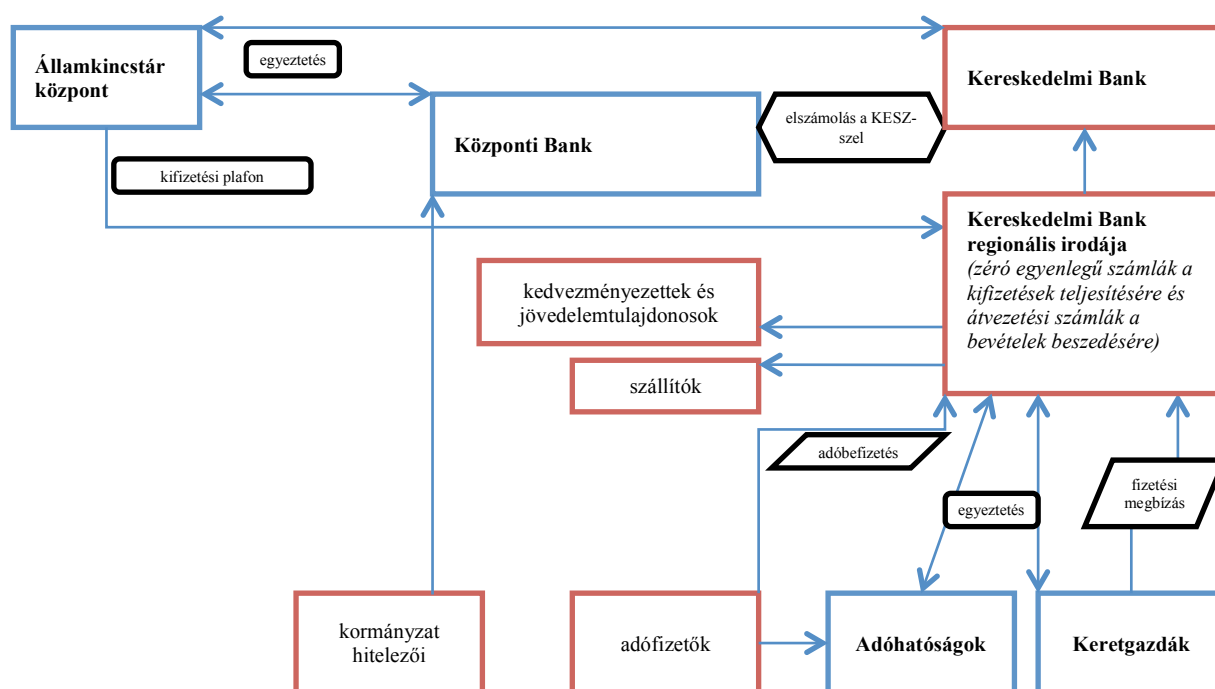 Államkincstár
központ
egyeztetés
Kereskedelmi Bank
Központi Bank
elszámolás a KESZ-
szel
kifizetési plafon
Kereskedelmi Bank
regionális irodája
(zéró egyenlegű számlák a
kifizetések teljesítésére és
átvezetési számlák a
bevételek beszedésére)
kedvezményezettek és
jövedelemtulajdonosok
szállítók
adóbefizetés
egyeztetés
fizetési
megbízás
kormányzat
hitelezői
adófizetők
Adóhatóságok
Keretgazdák